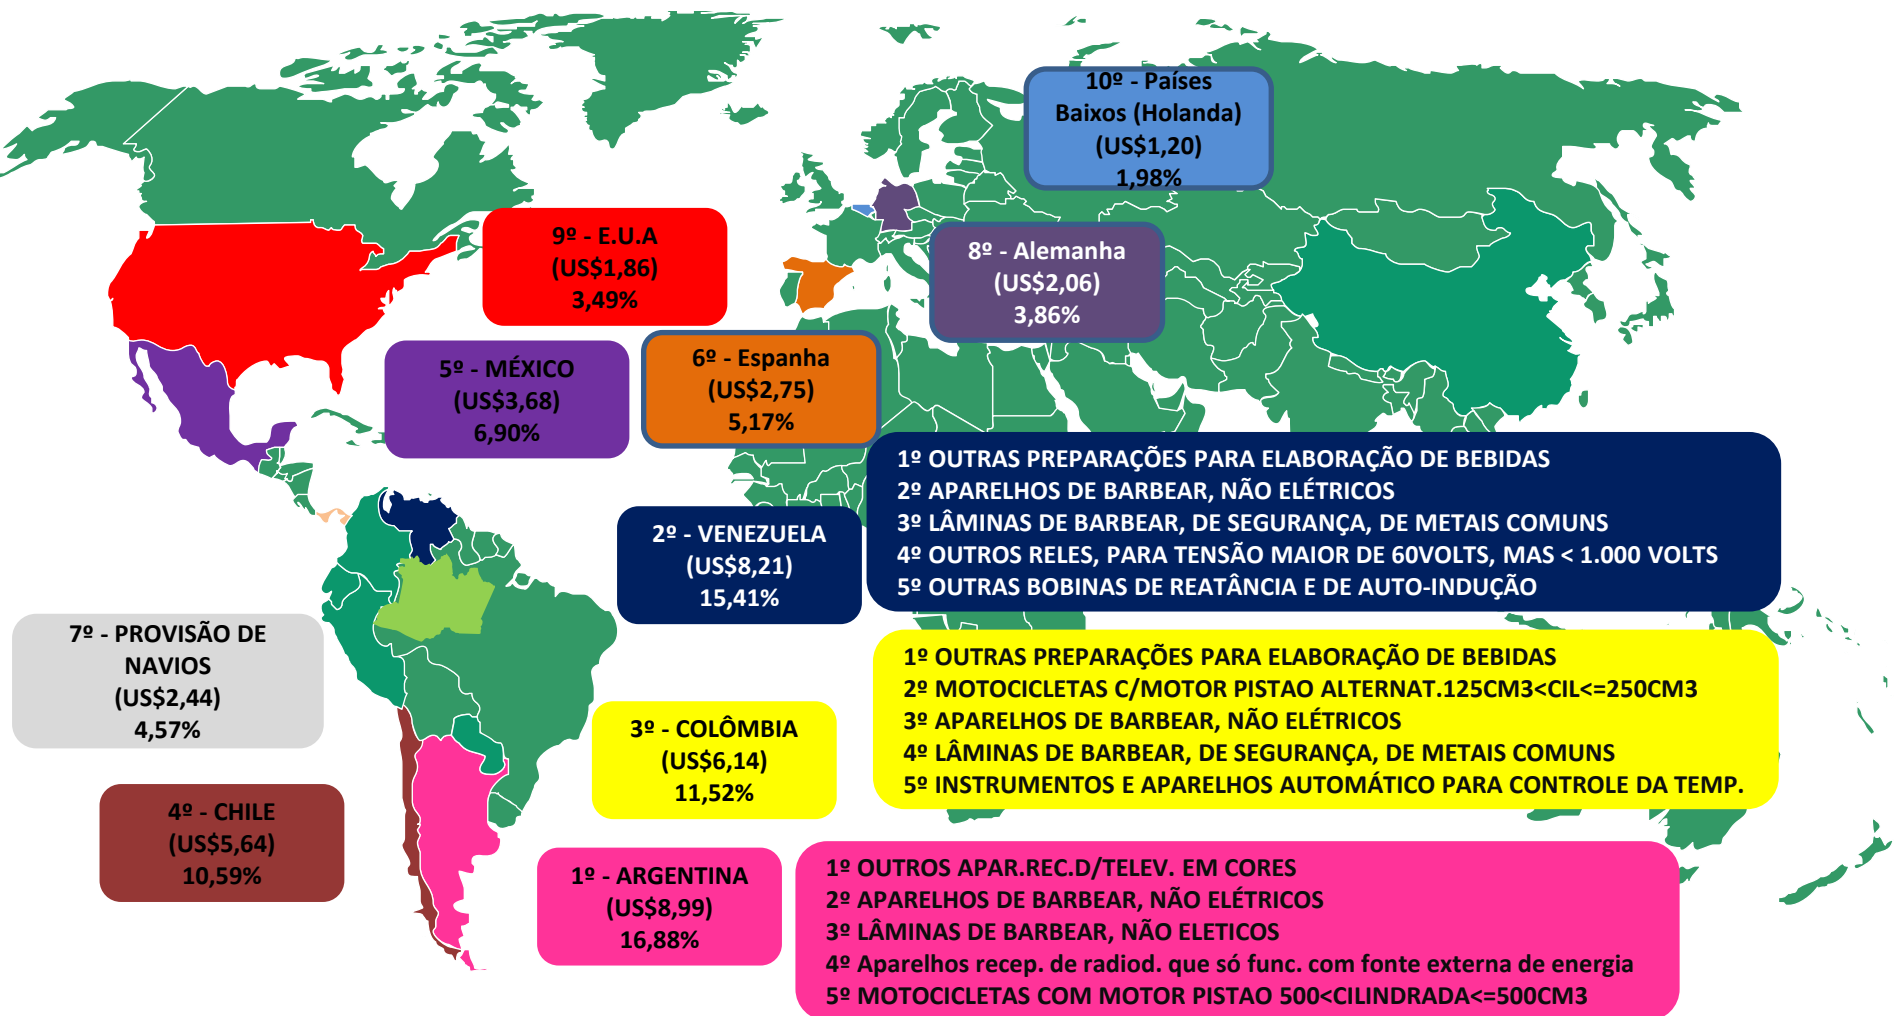 10º - Países
Baixos (Holanda)
(US$1,20)
1,98%
9º - E.U.A
(US$1,86)
3,49%
8º - Alemanha
(US$2,06)
3,86%
5º - MÉXICO
(US$3,68)
6,90%
6º - Espanha
(US$2,75)
5,17%
2º - VENEZUELA
(US$8,21)
15,41%
1º OUTRAS PREPARAÇÕES PARA ELABORAÇÃO DE BEBIDAS
2º APARELHOS DE BARBEAR, NÃO ELÉTRICOS
3º LÂMINAS DE BARBEAR, DE SEGURANÇA, DE METAIS COMUNS
4º OUTROS RELES, PARA TENSÃO MAIOR DE 60VOLTS, MAS < 1.000 VOLTS
5º OUTRAS BOBINAS DE REATÂNCIA E DE AUTO-INDUÇÃO
7º - PROVISÃO DE
NAVIOS
(US$2,44)
4,57%
3º - COLÔMBIA
(US$6,14)
11,52%
1º OUTRAS PREPARAÇÕES PARA ELABORAÇÃO DE BEBIDAS
2º MOTOCICLETAS C/MOTOR PISTAO ALTERNAT.125CM3<CIL<=250CM3
3º APARELHOS DE BARBEAR, NÃO ELÉTRICOS
4º LÂMINAS DE BARBEAR, DE SEGURANÇA, DE METAIS COMUNS
5º INSTRUMENTOS E APARELHOS AUTOMÁTICO PARA CONTROLE DA TEMP.
4º - CHILE
(US$5,64)
10,59%
1º - ARGENTINA
(US$8,99)
16,88%
1º OUTROS APAR.REC.D/TELEV. EM CORES
2º APARELHOS DE BARBEAR, NÃO ELÉTRICOS
3º LÂMINAS DE BARBEAR, NÃO ELETICOS
4º Aparelhos recep. de radiod. que só func. com fonte externa de energia
5º MOTOCICLETAS COM MOTOR PISTAO 500<CILINDRADA<=500CM3